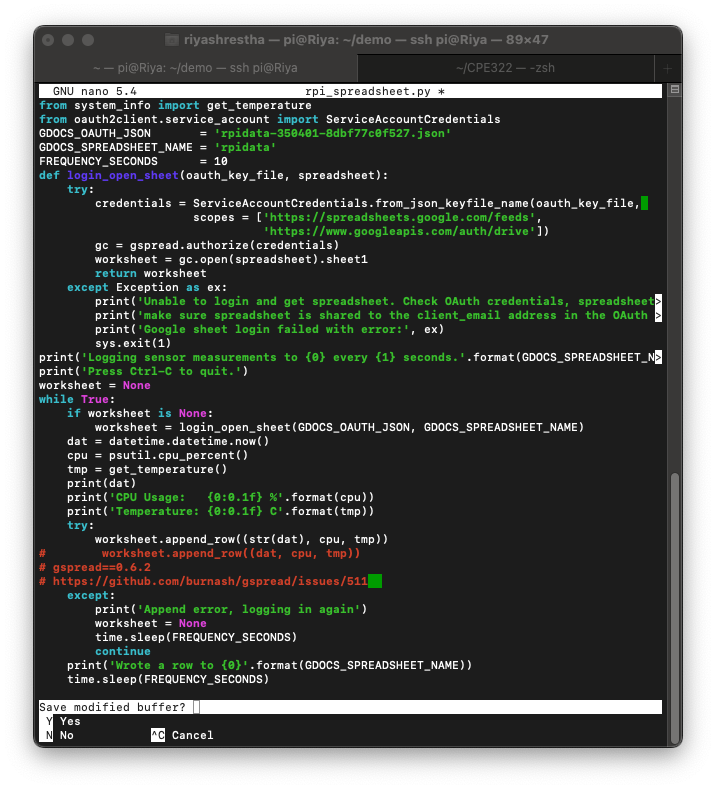 riyashrestha — pi@Riya: ~/demo — ssh pi@Riya — 89×47
~ — pi@Riya: ~/demo — ssh pi@Riya ~/CPE322 — -zsh +
GNU nano 5.4 rpi_spreadsheet.py *
from system_info import get_temperature
from oauth2client.service_account import ServiceAccountCredentials
GDOCS_OAUTH_JSON       = 'rpidata-350401-8dbf77c0f527.json'
GDOCS_SPREADSHEET_NAME = 'rpidata'
FREQUENCY_SECONDS      = 10
def login_open_sheet(oauth_key_file, spreadsheet):
    try:
        credentials = ServiceAccountCredentials.from_json_keyfile_name(oauth_key_file,
                      scopes = ['https://spreadsheets.google.com/feeds',
                                'https://www.googleapis.com/auth/drive'])
        gc = gspread.authorize(credentials)
        worksheet = gc.open(spreadsheet).sheet1
        return worksheet
    except Exception as ex:
        print('Unable to login and get spreadsheet. Check OAuth credentials, spreadsheet>
        print('make sure spreadsheet is shared to the client_email address in the OAuth >
        print('Google sheet login failed with error:', ex)
        sys.exit(1)
print('Logging sensor measurements to {0} every {1} seconds.'.format(GDOCS_SPREADSHEET_N>
print('Press Ctrl-C to quit.')
worksheet = None
while True:
    if worksheet is None:
        worksheet = login_open_sheet(GDOCS_OAUTH_JSON, GDOCS_SPREADSHEET_NAME)
    dat = datetime.datetime.now()
    cpu = psutil.cpu_percent()
    tmp = get_temperature()
    print(dat)
    print('CPU Usage:   {0:0.1f} %'.format(cpu))
    print('Temperature: {0:0.1f} C'.format(tmp))
    try:
        worksheet.append_row((str(dat), cpu, tmp))
#        worksheet.append_row((dat, cpu, tmp))
# gspread==0.6.2
# https://github.com/burnash/gspread/issues/511
    except:
        print('Append error, logging in again')
        worksheet = None
        time.sleep(FREQUENCY_SECONDS)
        continue
    print('Wrote a row to {0}'.format(GDOCS_SPREADSHEET_NAME))
    time.sleep(FREQUENCY_SECONDS)
Save modified buffer?
Y Yes
N No ^C Cancel